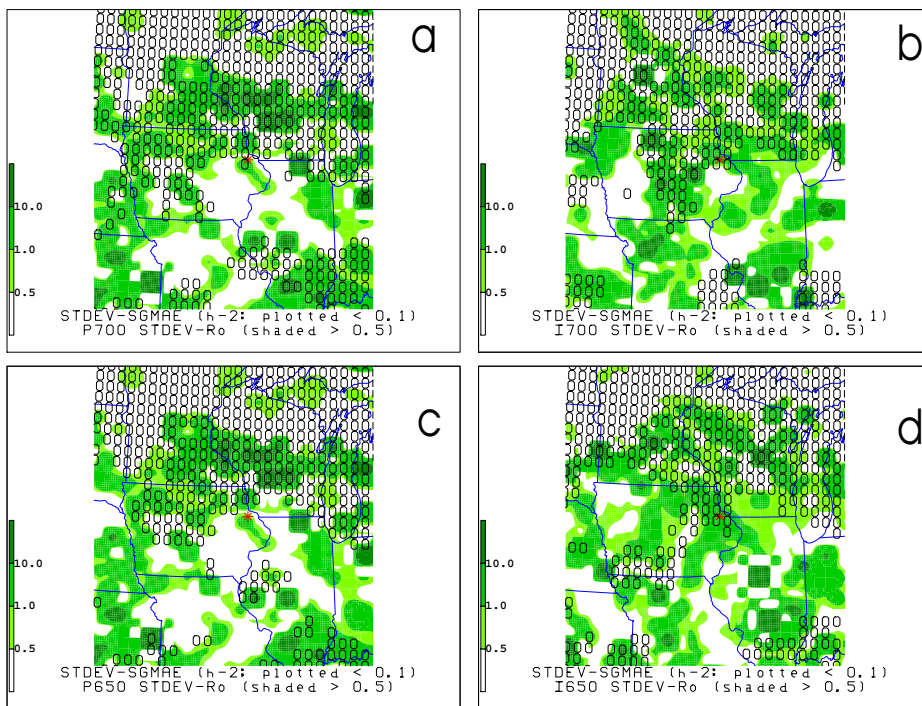 a
10.0
1.0
0.5
STDEV-SGMAE (h-2: plotted < 0.1)
P700 STDEV-Ro (shaded > 0.5)
b
10.0
1.0
0.5
STDEV-SGMAE (h-2: plotted < 0.1)
I700 STDEV-Ro (shaded > 0.5)
c
10.0
1.0
0.5
STDEV-SGMAE (h-2: plotted < 0.1)
P650 STDEV-Ro (shaded > 0.5)
d
10.0
1.0
0.5
STDEV-SGMAE (h-2: plotted < 0.1)
I650 STDEV-Ro (shaded > 0.5)